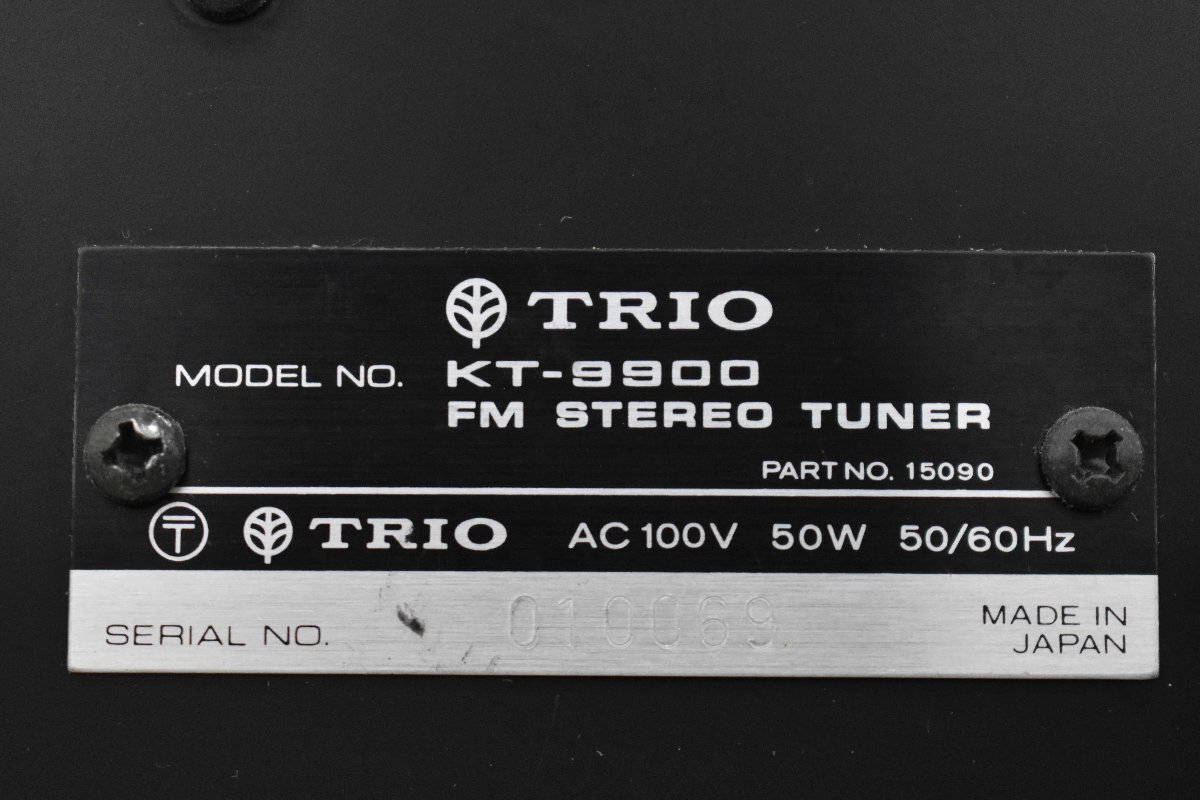 TRIO
MODEL NO. KT-9900
FM STEREO TUNER
PART NO. 15090
〒 TRIO AC 100V 50W 50/60Hz
SERIAL NO. 010069 MADE IN
JAPAN